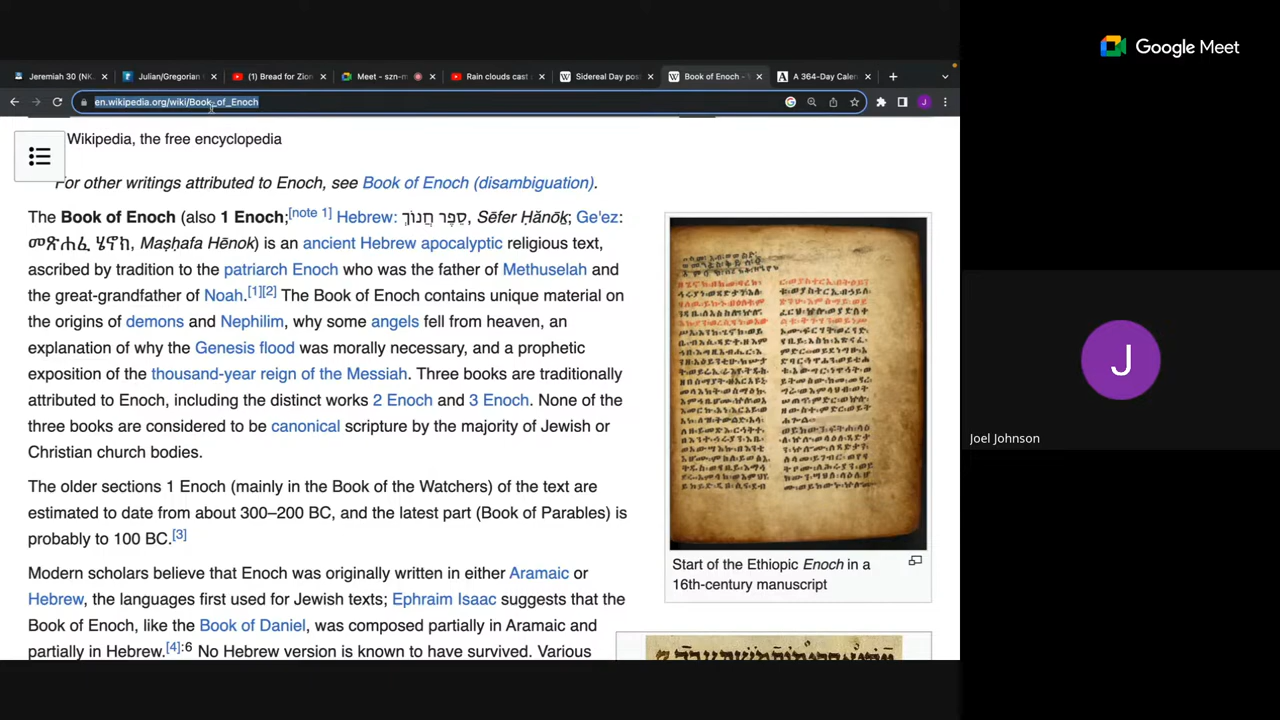 Google Meet
Jeremiah 30 (NK
Julian/Gregorian
(1) Bread for Zion
Meet - szn-m
Rain clouds cast
Sidereal Day pos
Book of Enoch -
A 364-Day Calen
en.wikipedia.org/wiki/Book_of_Enoch
J
Wikipedia, the free encyclopedia
For other writings attributed to Enoch, see Book of Enoch (disambiguation).
The Book of Enoch (also 1 Enoch;[note 1] Hebrew: סֵפֶר חֲנוֹךְ, Sēfer Ḥănōḵ; Ge'ez:
መጽሐፈ ሄኖክ, Maṣḥafa Hēnok) is an ancient Hebrew apocalyptic religious text,
ascribed by tradition to the patriarch Enoch who was the father of Methuselah and
the great-grandfather of Noah.[1][2] The Book of Enoch contains unique material on
the origins of demons and Nephilim, why some angels fell from heaven, an
explanation of why the Genesis flood was morally necessary, and a prophetic
exposition of the thousand-year reign of the Messiah. Three books are traditionally
attributed to Enoch, including the distinct works 2 Enoch and 3 Enoch. None of the
three books are considered to be canonical scripture by the majority of Jewish or
Christian church bodies.
The older sections 1 Enoch (mainly in the Book of the Watchers) of the text are
estimated to date from about 300–200 BC, and the latest part (Book of Parables) is
probably to 100 BC.[3]
Modern scholars believe that Enoch was originally written in either Aramaic or
Hebrew, the languages first used for Jewish texts; Ephraim Isaac suggests that the
Book of Enoch, like the Book of Daniel, was composed partially in Aramaic and
partially in Hebrew.[4]:6 No Hebrew version is known to have survived. Various
Start of the Ethiopic Enoch in a
16th-century manuscript
J
Joel Johnson